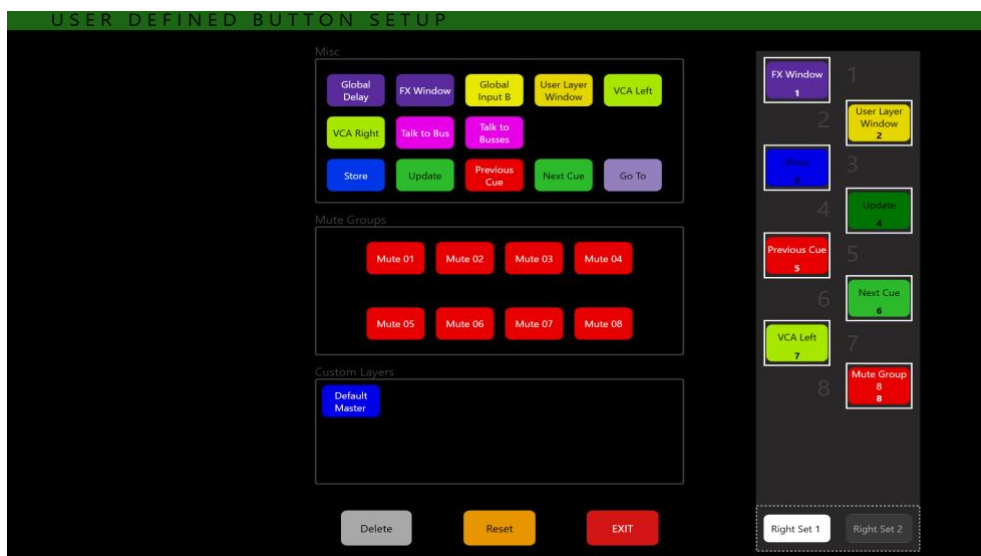 USER DEFINED BUTTON SETUP
Misc
Global
Delay
FX Window
Global
Input B
User Layer
Window
VCA Left
VCA Right
Talk to Bus
Talk to
Busses
Store
Update
Previous
Cue
Next Cue
Go To
Mute Groups
Mute 01
Mute 02
Mute 03
Mute 04
Mute 05
Mute 06
Mute 07
Mute 08
Custom Layers
Default
Master
Delete
Reset
EXIT
FX Window
1
1
2
User Layer
Window
2
Store
3
3
4
Update
4
Previous Cue
5
5
6
Next Cue
6
VCA Left
7
7
8
Mute Group
8
8
Right Set 1
Right Set 2